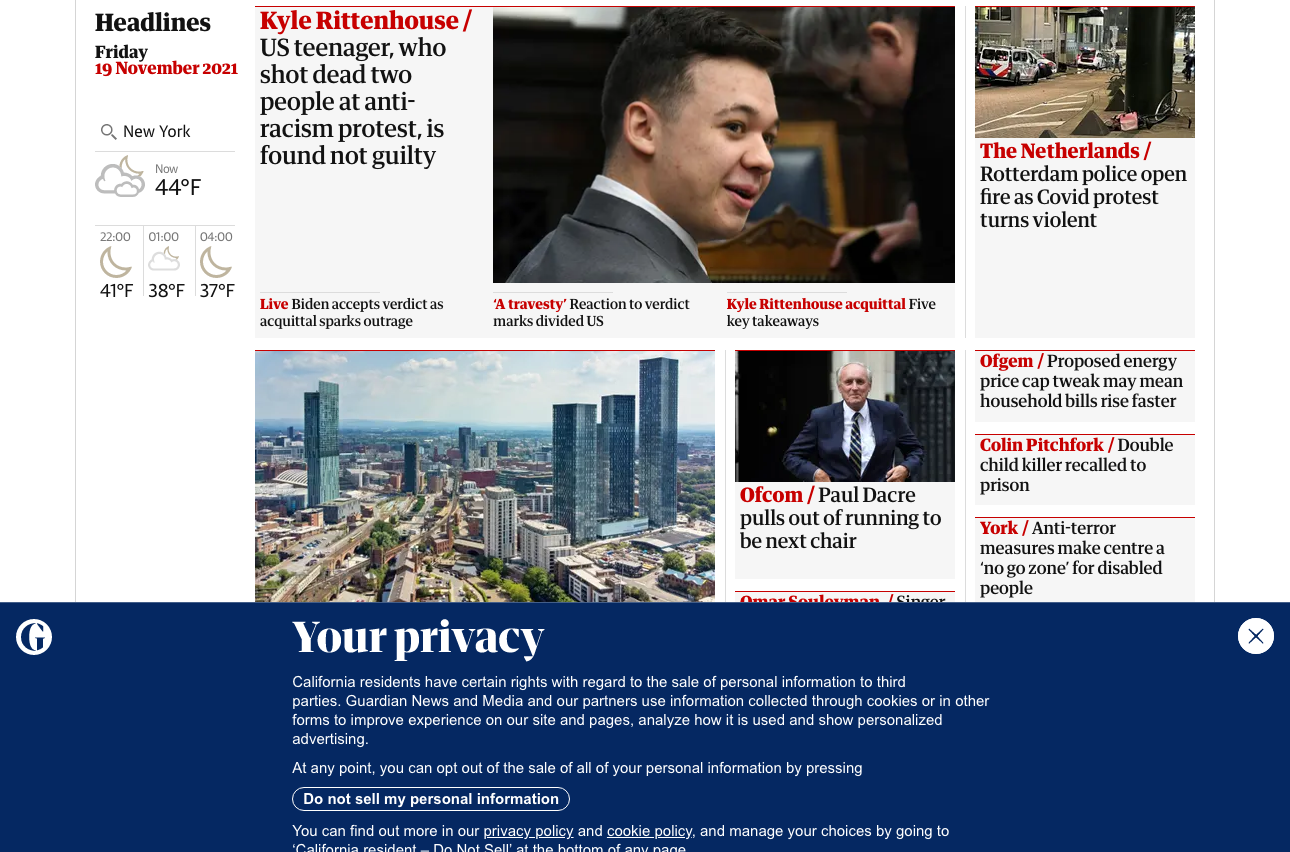 Headlines
Friday
19 November 2021
New York
Now
44°F
22:00
01:00
04:00
41°F
38°F
37°F
Kyle Rittenhouse /
US teenager, who
shot dead two
people at anti-
racism protest, is
found not guilty
Live Biden accepts verdict as
acquittal sparks outrage
‘A travesty’ Reaction to verdict
marks divided US
Kyle Rittenhouse acquittal Five
key takeaways
The Netherlands /
Rotterdam police open
fire as Covid protest
turns violent
Ofcom / Paul Dacre
pulls out of running to
be next chair
Omar Souleyman / Singer
Ofgem / Proposed energy
price cap tweak may mean
household bills rise faster
Colin Pitchfork / Double
child killer recalled to
prison
York / Anti-terror
measures make centre a
‘no go zone’ for disabled
people
G
Your privacy
California residents have certain rights with regard to the sale of personal information to third
parties. Guardian News and Media and our partners use information collected through cookies or in other
forms to improve experience on our site and pages, analyze how it is used and show personalized
advertising.
At any point, you can opt out of the sale of all of your personal information by pressing
Do not sell my personal information
You can find out more in our privacy policy and cookie policy, and manage your choices by going to
‘California resident – Do Not Sell’ at the bottom of any page.